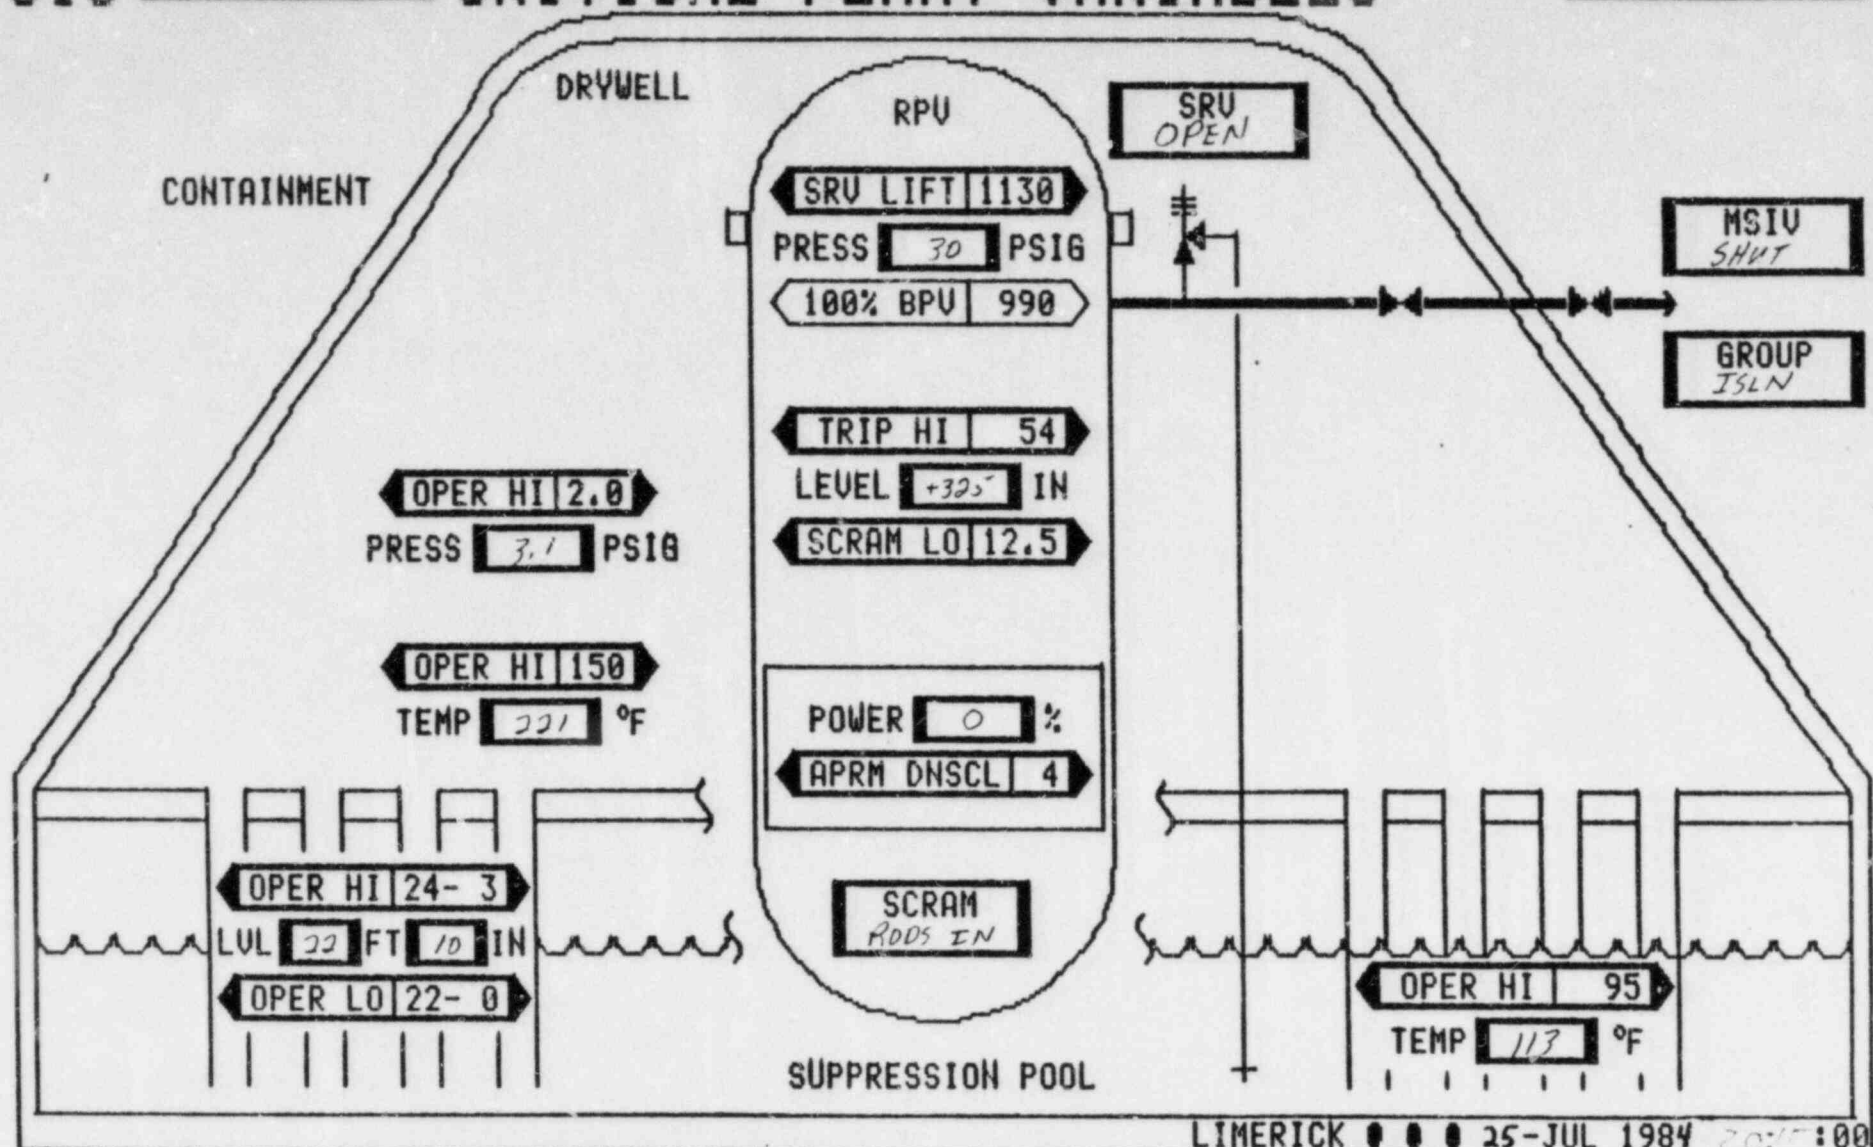 DRYWELL
RPV
SRV
OPEN
CONTAINMENT
SRV LIFT 1130
PRESS 30 PSIG
100% BPV 990
MSIV
SHUT
GROUP
ISLN
TRIP HI 54
LEVEL +325 IN
SCRAM LO 12.5
OPER HI 2.0
PRESS 3.1 PSIG
OPER HI 150
TEMP 221 °F
POWER 0 %
APRM DNSCL 4
SCRAM
RODS IN
OPER HI 24- 3
LVL 22 FT 10 IN
OPER LO 22- 0
OPER HI 95
TEMP 113 °F
SUPPRESSION POOL
LIMERICK 25-JUL 1984 :00